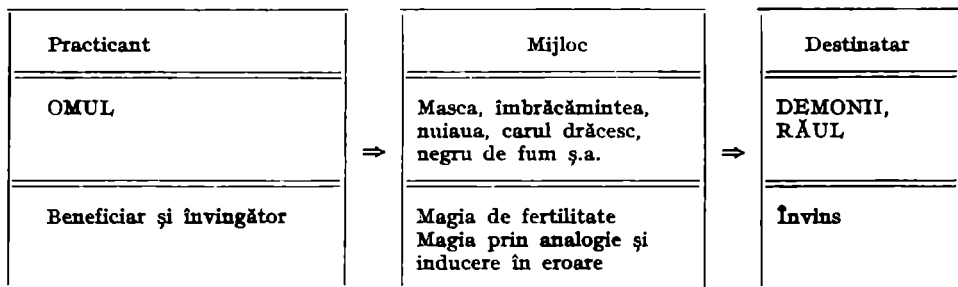 Practicant
OMUL
Beneficiar și învingător
⇒
Mijloc
Masca, îmbrăcămintea,
nuiaua, carul drăcesc,
negru de fum ș.a.
Magia de fertilitate
Magia prin analogie și
inducere în eroare
⇒
Destinatar
DEMONII,
RĂUL
Învins